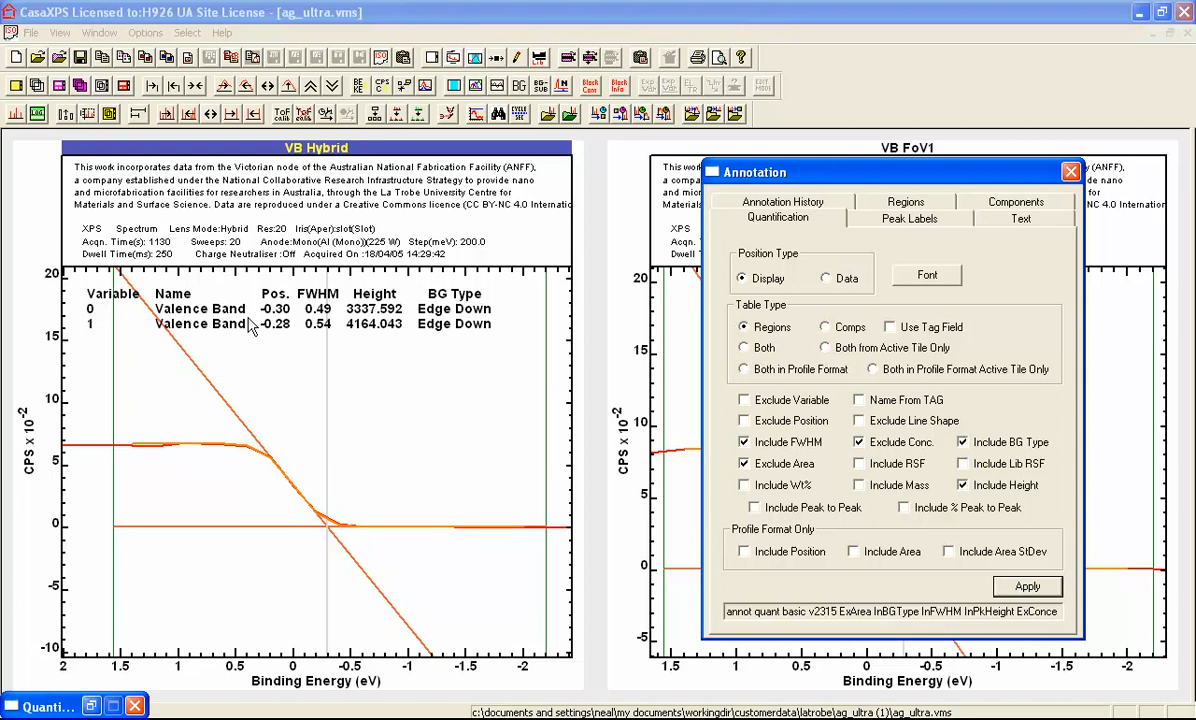 CasaXPS Licensed to:H926 UA Site License - [ag_ultra.vms]
File View Window Options Select Help
VB Hybrid
This work incorporates data from the Victorian node of the Australian National Fabrication Facility (ANFF),
a company established under the National Collaborative Research Infrastructure Strategy to provide nano
and microfabrication facilities for researchers in Australia, through the La Trobe University Centre for
Materials and Surface Science. Data are reproduced under a Creative Commons licence (CC BY-NC 4.0 Internatic
XPS Spectrum Lens Mode:Hybrid Res:20 Iris(Aper):slot(Slot)
Acqn. Time(s): 1130 Sweeps: 20 Anode:Mono(Al (Mono))(225 W) Step(meV): 200.0
Dwell Time(ms): 250 Charge Neutraliser:Off Acquired On :18/04/05 14:29:42
Variable Name Pos. FWHM Height BG Type
0 Valence Band -0.30 0.49 3337.592 Edge Down
1 Valence Band -0.28 0.54 4164.043 Edge Down
20
15
10
5
0
-5
-10
CPS x 10
-2
2 1.5 1 0.5 0 -0.5 -1 -1.5 -2
Binding Energy (eV)
VB FoV1
This wo
a comp
and mi
Materia
XPS
Acqn.
Dwell
4.0 Internatic
20
15
10
5
0
-5
CPS x 10
-2
1.5 1 0.5 0 -0.5 -1 -1.5 -2
Binding Energy (eV)
Annotation
Annotation History Regions Components
Quantification Peak Labels Text
Position Type
Display Data
Font
Table Type
Regions Comps Use Tag Field
Both Both from Active Tile Only
Both in Profile Format Both in Profile Format Active Tile Only
Exclude Variable Name From TAG
Exclude Position Exclude Line Shape
Include FWHM Exclude Conc. Include BG Type
Exclude Area Include RSF Include Lib RSF
Include Wt% Include Mass Include Height
Include Peak to Peak Include % Peak to Peak
Profile Format Only
Include Position Include Area Include Area StDev
Apply
annot quant basic v2315 ExArea InBGType InFWHM InPkHeight ExConce
Quanti...
c:\documents and settings\neal\my documents\workingdir\customerdata\latrobe\ag_ultra (1)\ag_ultra.vms